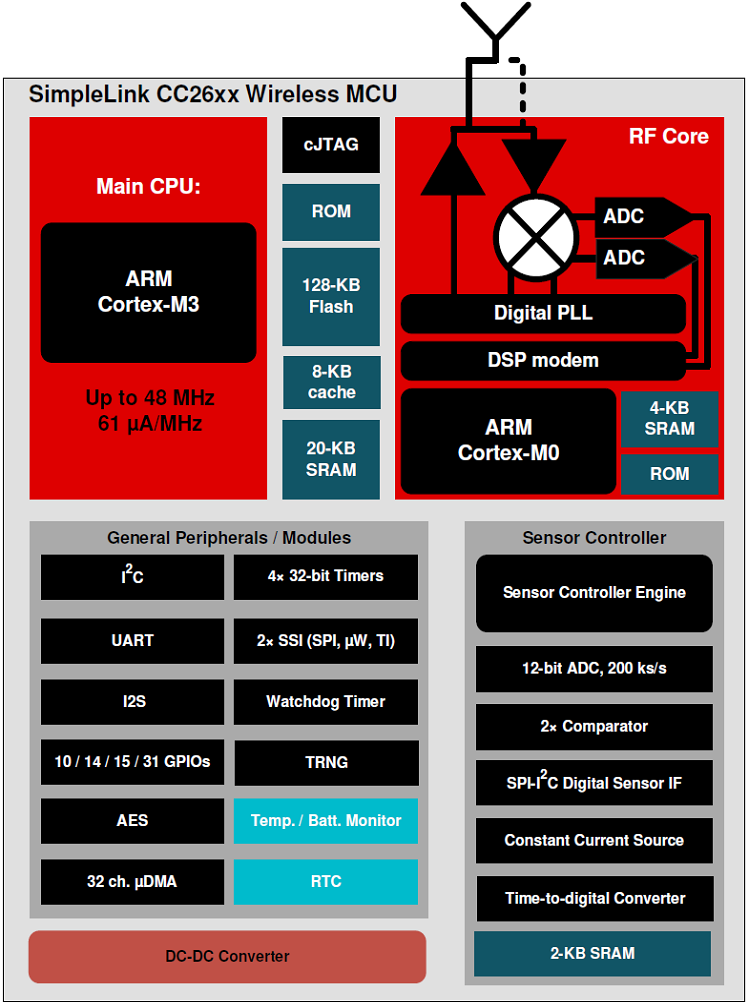 SimpleLink CC26xx Wireless MCU
Main CPU:
ARM
Cortex-M3
Up to 48 MHz
61 µA/MHz
cJTAG
ROM
128-KB
Flash
8-KB
cache
20-KB
SRAM
RF Core
ADC
ADC
Digital PLL
DSP modem
ARM
Cortex-M0
4-KB
SRAM
ROM
General Peripherals / Modules
I²C
4× 32-bit Timers
UART
2× SSI (SPI, µW, TI)
I2S
Watchdog Timer
10 / 14 / 15 / 31 GPIOs
TRNG
AES
Temp. / Batt. Monitor
32 ch. µDMA
RTC
Sensor Controller
Sensor Controller Engine
12-bit ADC, 200 ks/s
2× Comparator
SPI-I²C Digital Sensor IF
Constant Current Source
Time-to-digital Converter
2-KB SRAM
DC-DC Converter